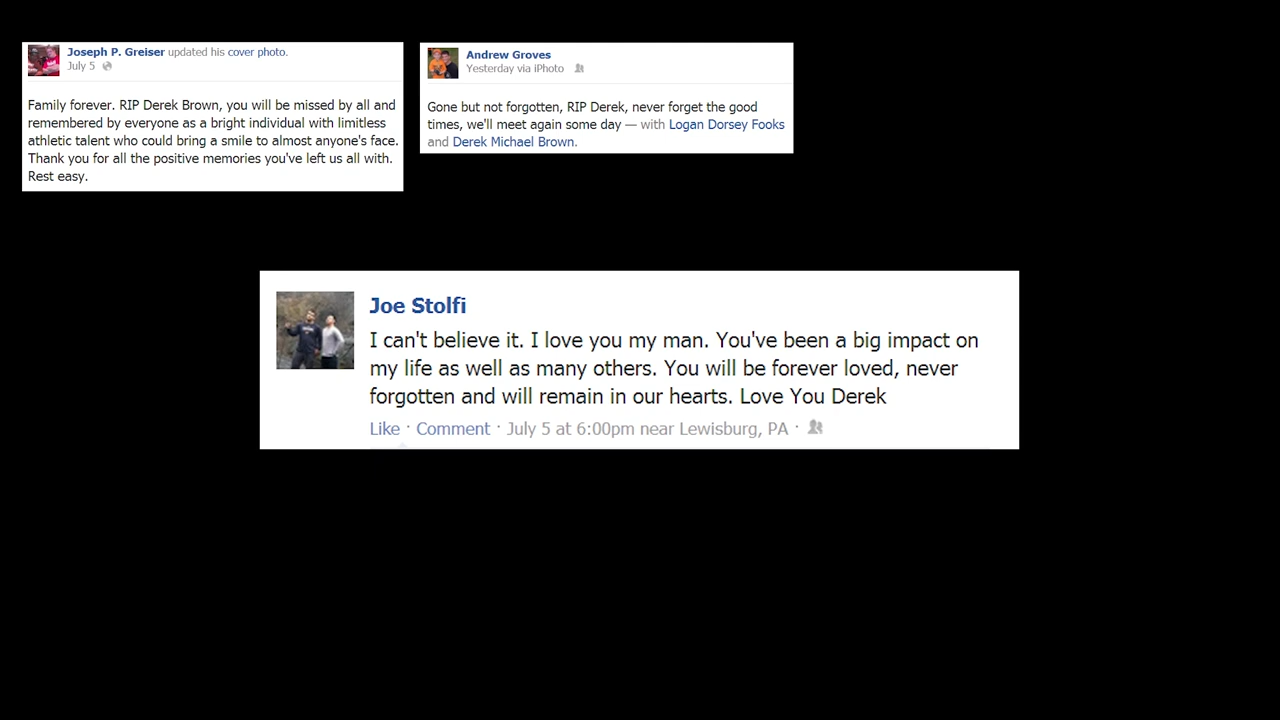 Joseph P. Greiser updated his cover photo.
July 5
Family forever. RIP Derek Brown, you will be missed by all and
remembered by everyone as a bright individual with limitless
athletic talent who could bring a smile to almost anyone's face.
Thank you for all the positive memories you've left us all with.
Rest easy.
Andrew Groves
Yesterday via iPhoto
Gone but not forgotten, RIP Derek, never forget the good
times, we'll meet again some day — with Logan Dorsey Fooks
and Derek Michael Brown.
Joe Stolfi
I can't believe it. I love you my man. You've been a big impact on
my life as well as many others. You will be forever loved, never
forgotten and will remain in our hearts. Love You Derek
Like · Comment · July 5 at 6:00pm near Lewisburg, PA ·